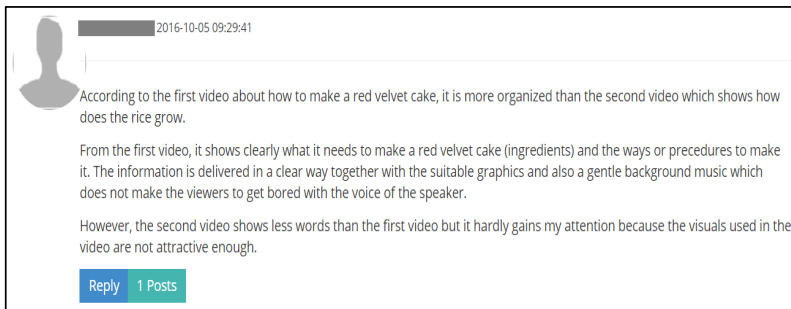 2016-10-05 09:29:41
According to the first video about how to make a red velvet cake, it is more organized than the second video which shows how
does the rice grow.
From the first video, it shows clearly what it needs to make a red velvet cake (ingredients) and the ways or precedures to make
it. The information is delivered in a clear way together with the suitable graphics and also a gentle background music which
does not make the viewers to get bored with the voice of the speaker.
However, the second video shows less words than the first video but it hardly gains my attention because the visuals used in the
video are not attractive enough.
Reply 1 Posts